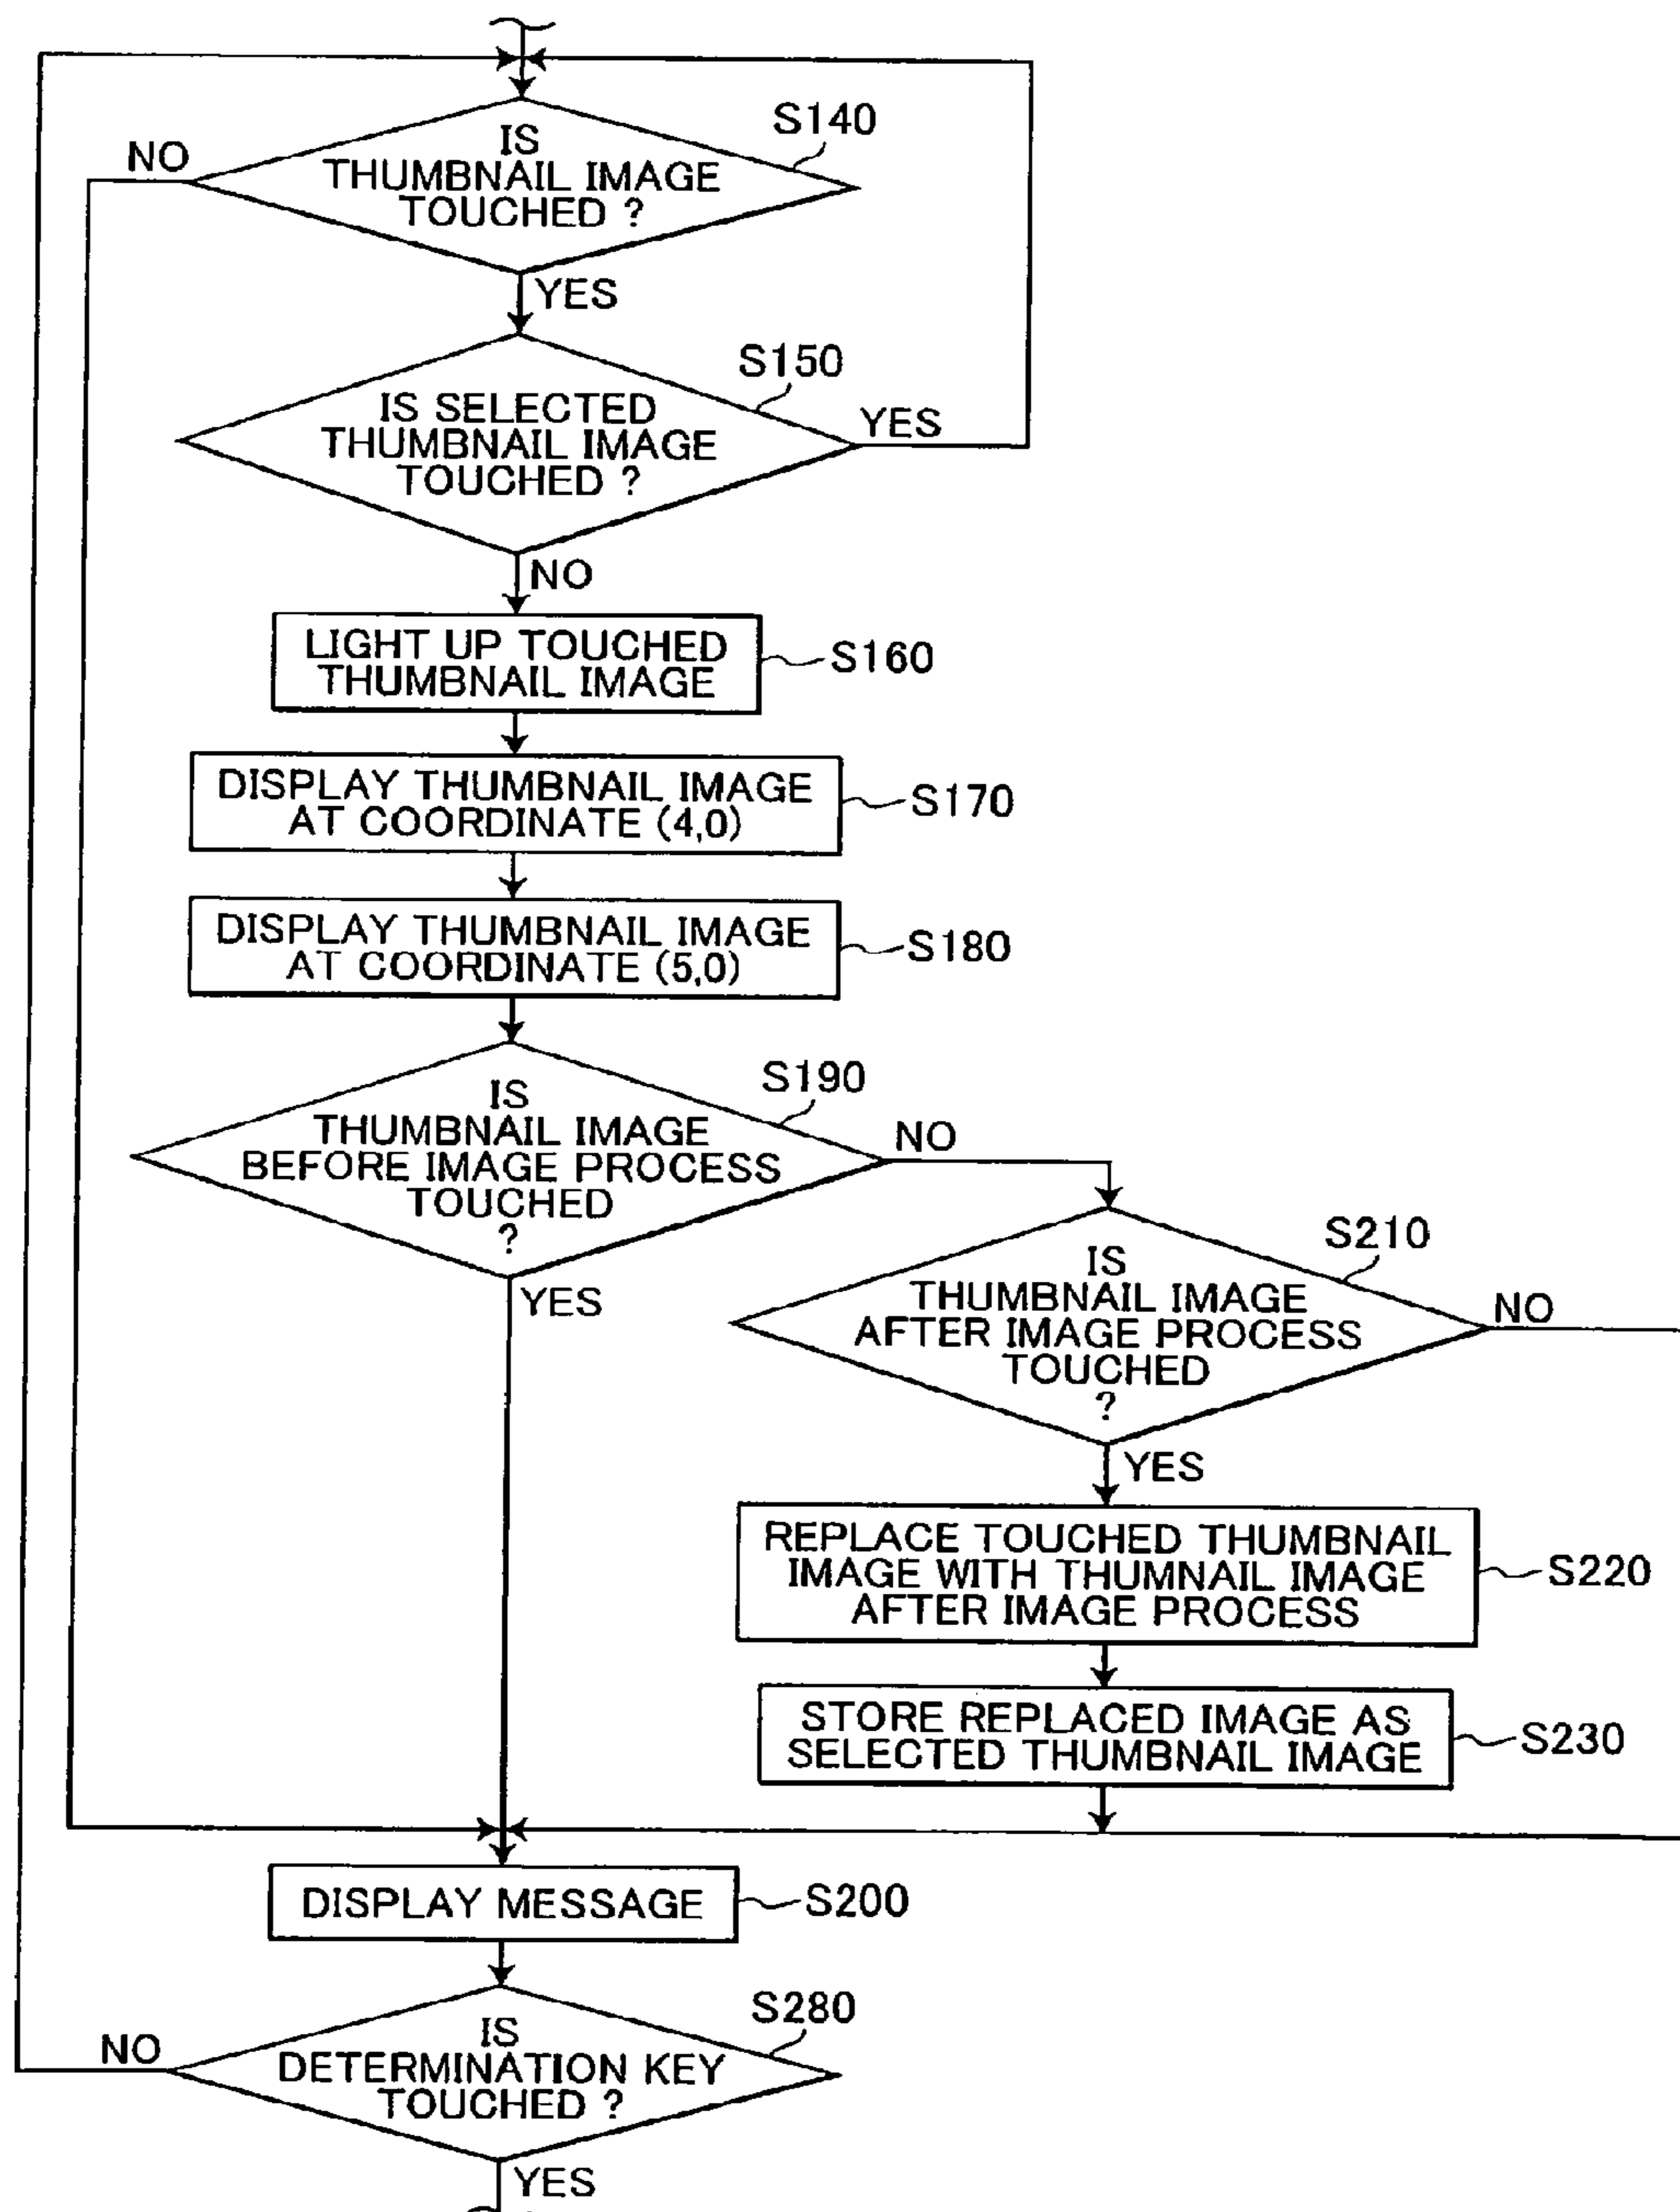 S140
NO
IS
THUMBNAIL IMAGE
TOUCHED ?
YES
S150
IS SELECTED
THUMBNAIL IMAGE
TOUCHED ?
YES
NO
LIGHT UP TOUCHED
THUMBNAIL IMAGE
S160
DISPLAY THUMBNAIL IMAGE
AT COORDINATE (4,0)
S170
DISPLAY THUMBNAIL IMAGE
AT COORDINATE (5,0)
S180
S190
IS
THUMBNAIL IMAGE
BEFORE IMAGE PROCESS
TOUCHED
?
NO
YES
S210
IS
THUMBNAIL IMAGE
AFTER IMAGE PROCESS
TOUCHED
?
NO
YES
REPLACE TOUCHED THUMBNAIL
IMAGE WITH THUMNAIL IMAGE
AFTER IMAGE PROCESS
S220
STORE REPLACED IMAGE AS
SELECTED THUMBNAIL IMAGE
S230
DISPLAY MESSAGE
S200
S280
NO
IS
DETERMINATION KEY
TOUCHED ?
YES